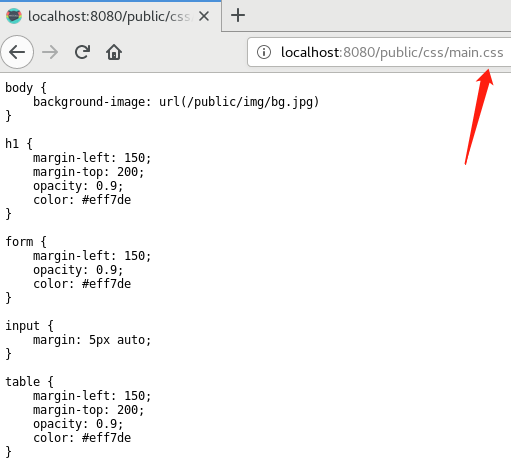 localhost:8080/public/css
localhost:8080/public/css/main.css
body {
    background-image: url(/public/img/bg.jpg)
}
h1 {
    margin-left: 150;
    margin-top: 200;
    opacity: 0.9;
    color: #eff7de
}
form {
    margin-left: 150;
    opacity: 0.9;
    color: #eff7de
}
input {
    margin: 5px auto;
}
table {
    margin-left: 150;
    margin-top: 200;
    opacity: 0.9;
    color: #eff7de
}